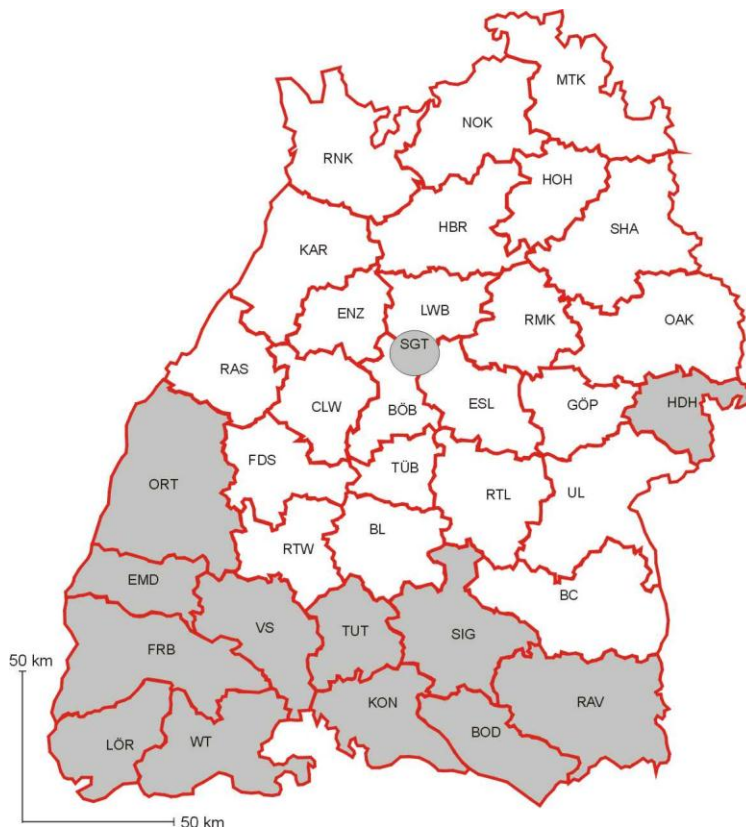 MTK
NOK
RNK
HOH
HBR
SHA
KAR
ENZ
LWB
RMK
OAK
SGT
RAS
CLW
BÖB
ESL
GÖP
HDH
FDS
TÜB
ORT
RTL
UL
RTW
BL
EMD
BC
VS
TUT
SIG
FRB
50 km
KON
RAV
LÖR
WT
BOD
50 km